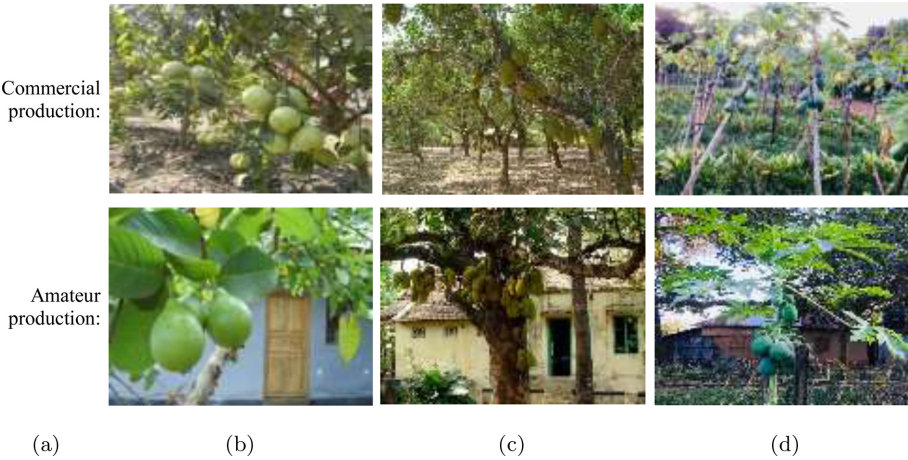 Commercial
production:
Amateur
production:
(a)
(b)
(c)
(d)